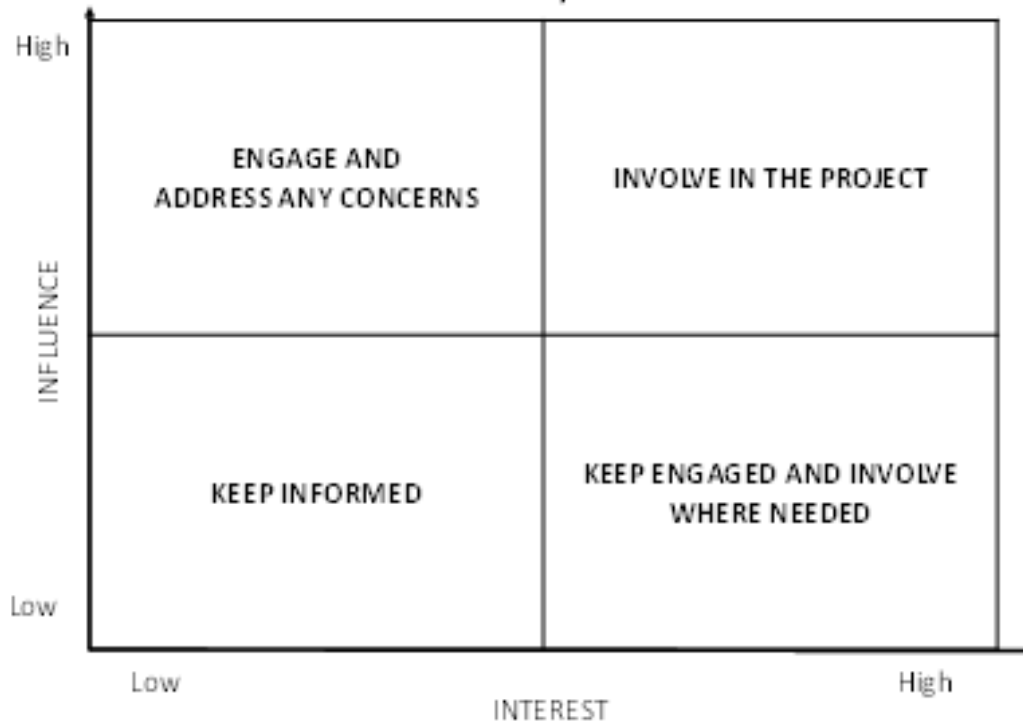 High
ENGAGE AND
ADDRESS ANY CONCERNS
INVOLVE IN THE PROJECT
INFLUENCE
KEEP INFORMED
KEEP ENGAGED AND INVOLVE
WHERE NEEDED
Low
Low
High
INTEREST